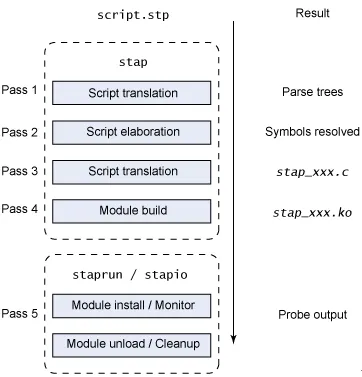 script.stp Result
stap
Pass 1 Script translation Parse trees
Pass 2 Script elaboration Symbols resolved
Pass 3 Script translation stap_xxx.c
Pass 4 Module build stap_xxx.ko
staprun / stapio
Module install / Monitor
Pass 5 Probe output
Module unload / Cleanup